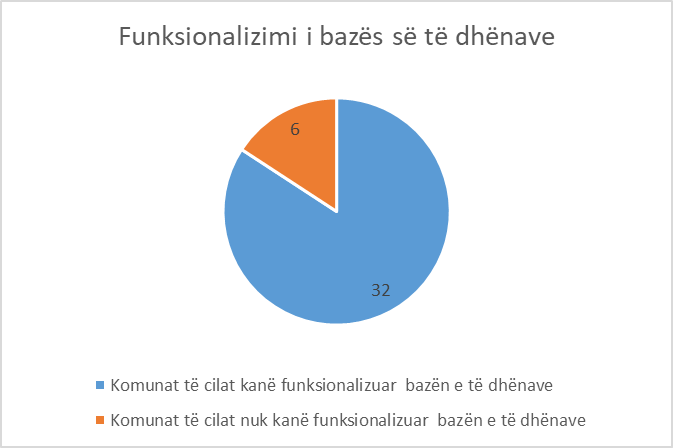 Funksionalizimi i bazës së të dhënave
6
32
Komunat të cilat kanë funksionalizuar  bazën e të dhënave
Komunat të cilat nuk kanë funksionalizuar  bazën e të dhënave